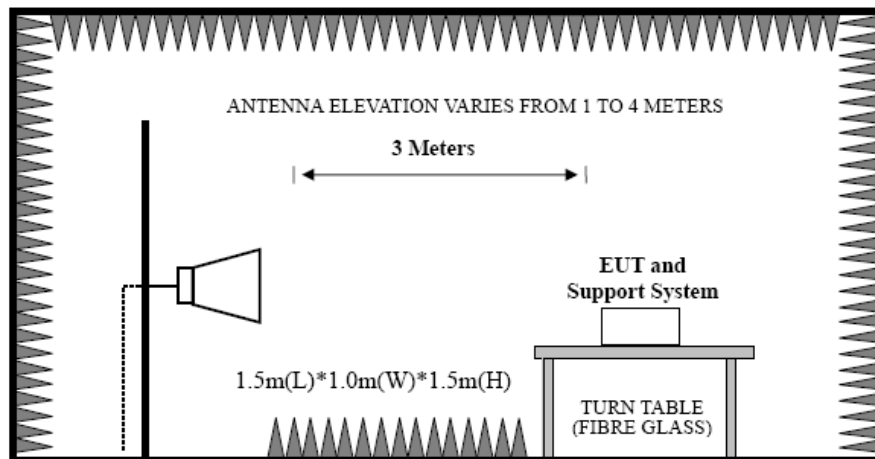 ANTENNA ELEVATION VARIES FROM 1 TO 4 METERS
3 Meters
EUT and
Support System
1.5m(L)*1.0m(W)*1.5m(H)
TURN TABLE
(FIBRE GLASS)